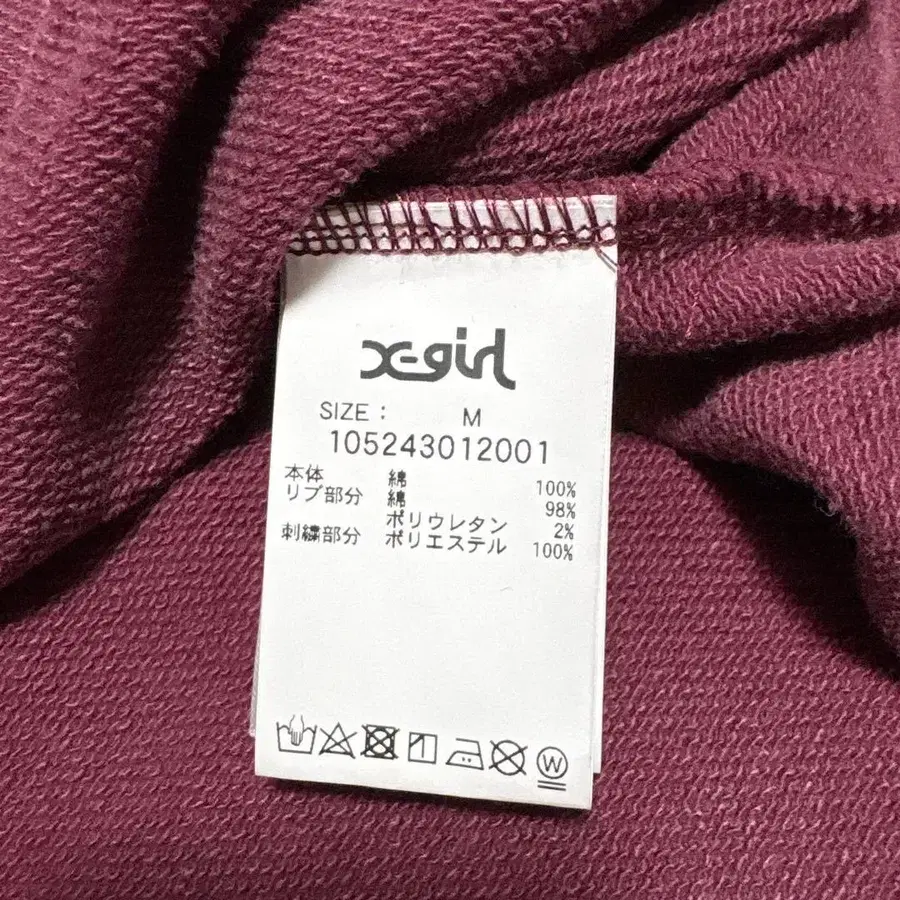 X-girl
SIZE : M
105243012001
本体 綿 100%
リブ部分 綿 98%
ポリウレタン 2%
刺繍部分 ポリエステル 100%
W